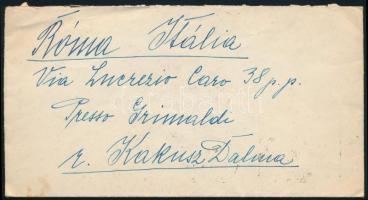 Róma Itália
Via Lucrezio Caro 38 p.p.
Presso Grimaldi
r. Kakusz Dalma